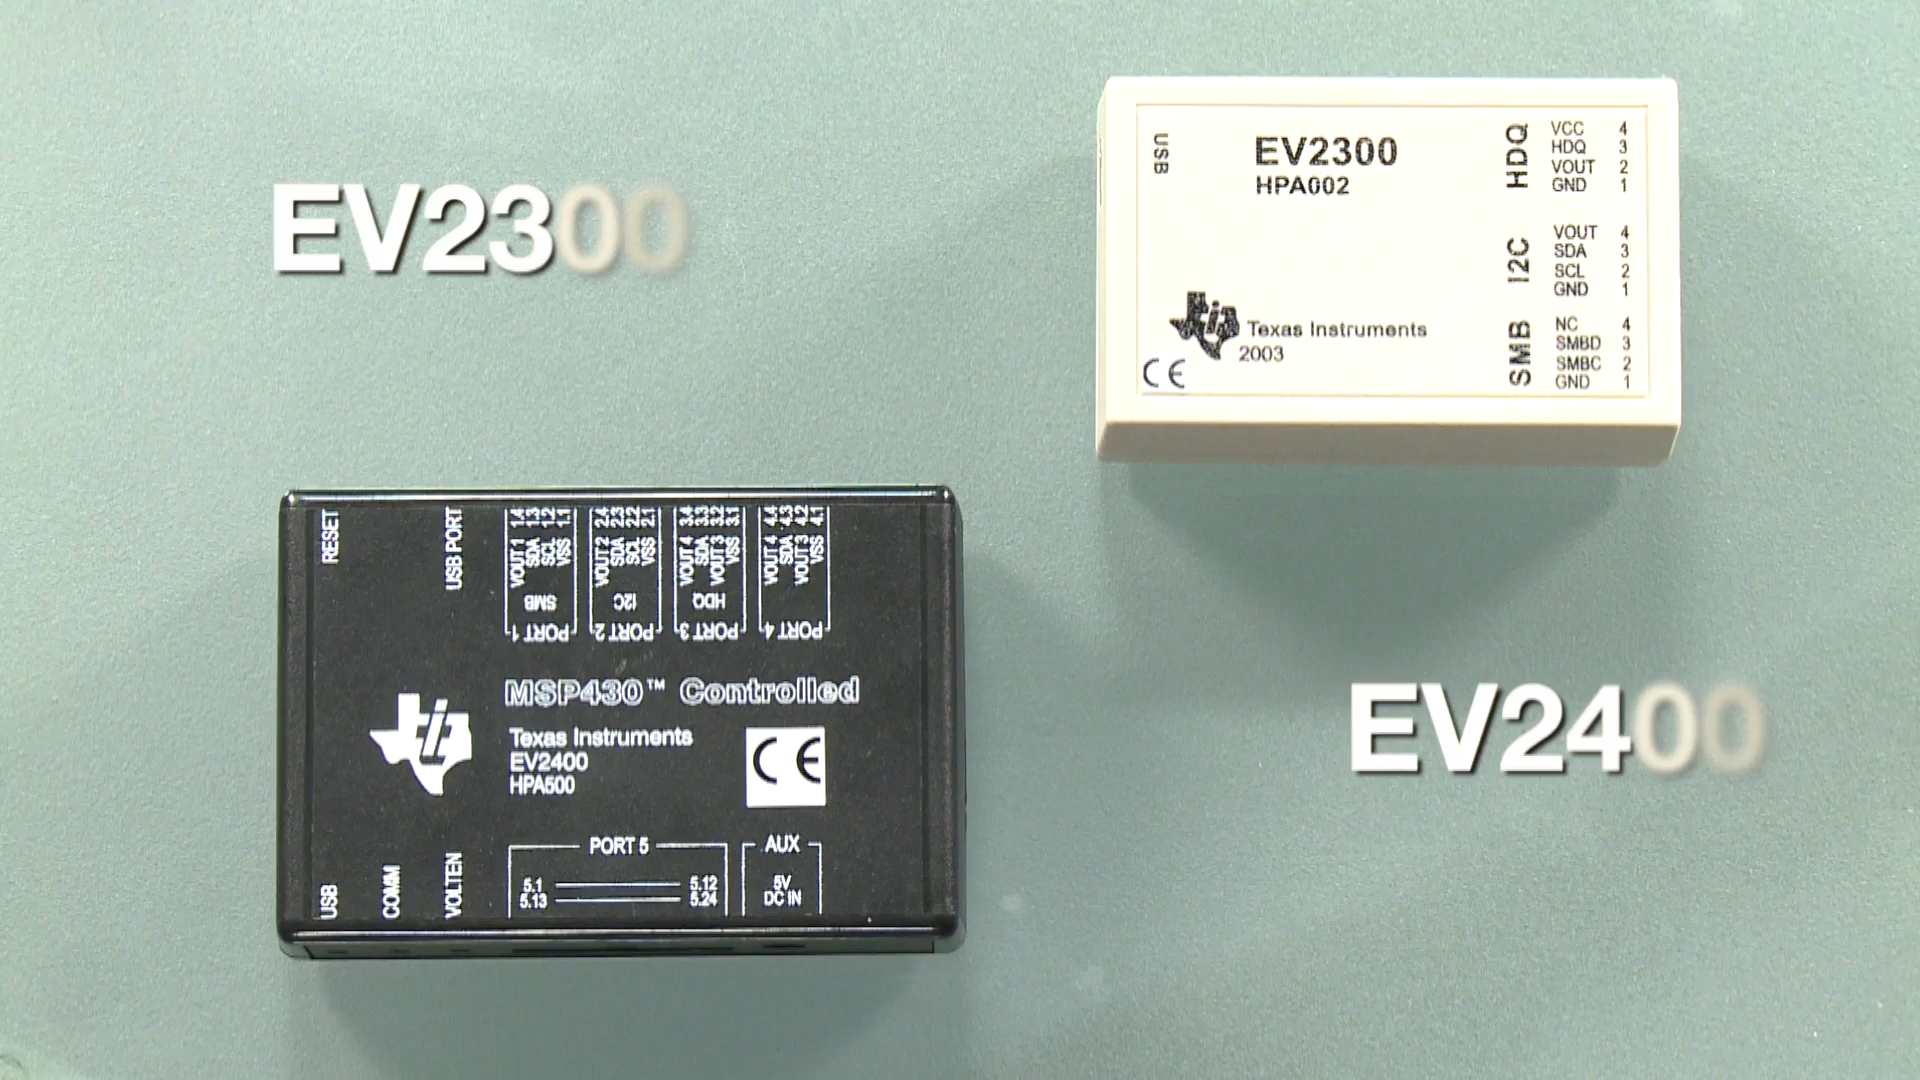 EV2300
USB
EV2300
HPA002
HDQ
VCC 4
HDQ 3
VOUT 2
GND 1
I2C
VOUT 4
SDA 3
SCL 2
GND 1
SMB
NC 4
SMBD 3
SMBC 2
GND 1
Texas Instruments
2003
CE
RESET
USB PORT
VOUT 1 1.4
SDA 1.3
SCL 1.2
VSS 1.1
SMB
PORT 1
VOUT 2 2.4
SDA 2.3
SCL 2.2
VSS 2.1
I2C
PORT 2
VOUT 4 3.4
SDA 3.3
VOUT3 3.2
VSS 3.1
HDQ
PORT 3
VOUT 4 4.4
SDA 4.3
VOUT3 4.2
VSS 4.1
PORT 4
MSP430™ Controlled
ti
Texas Instruments
EV2400
HPA500
CE
USB
COMM
VOLTEN
PORT 5
5.1 5.12
5.13 5.24
AUX
5V
DC IN
EV2400